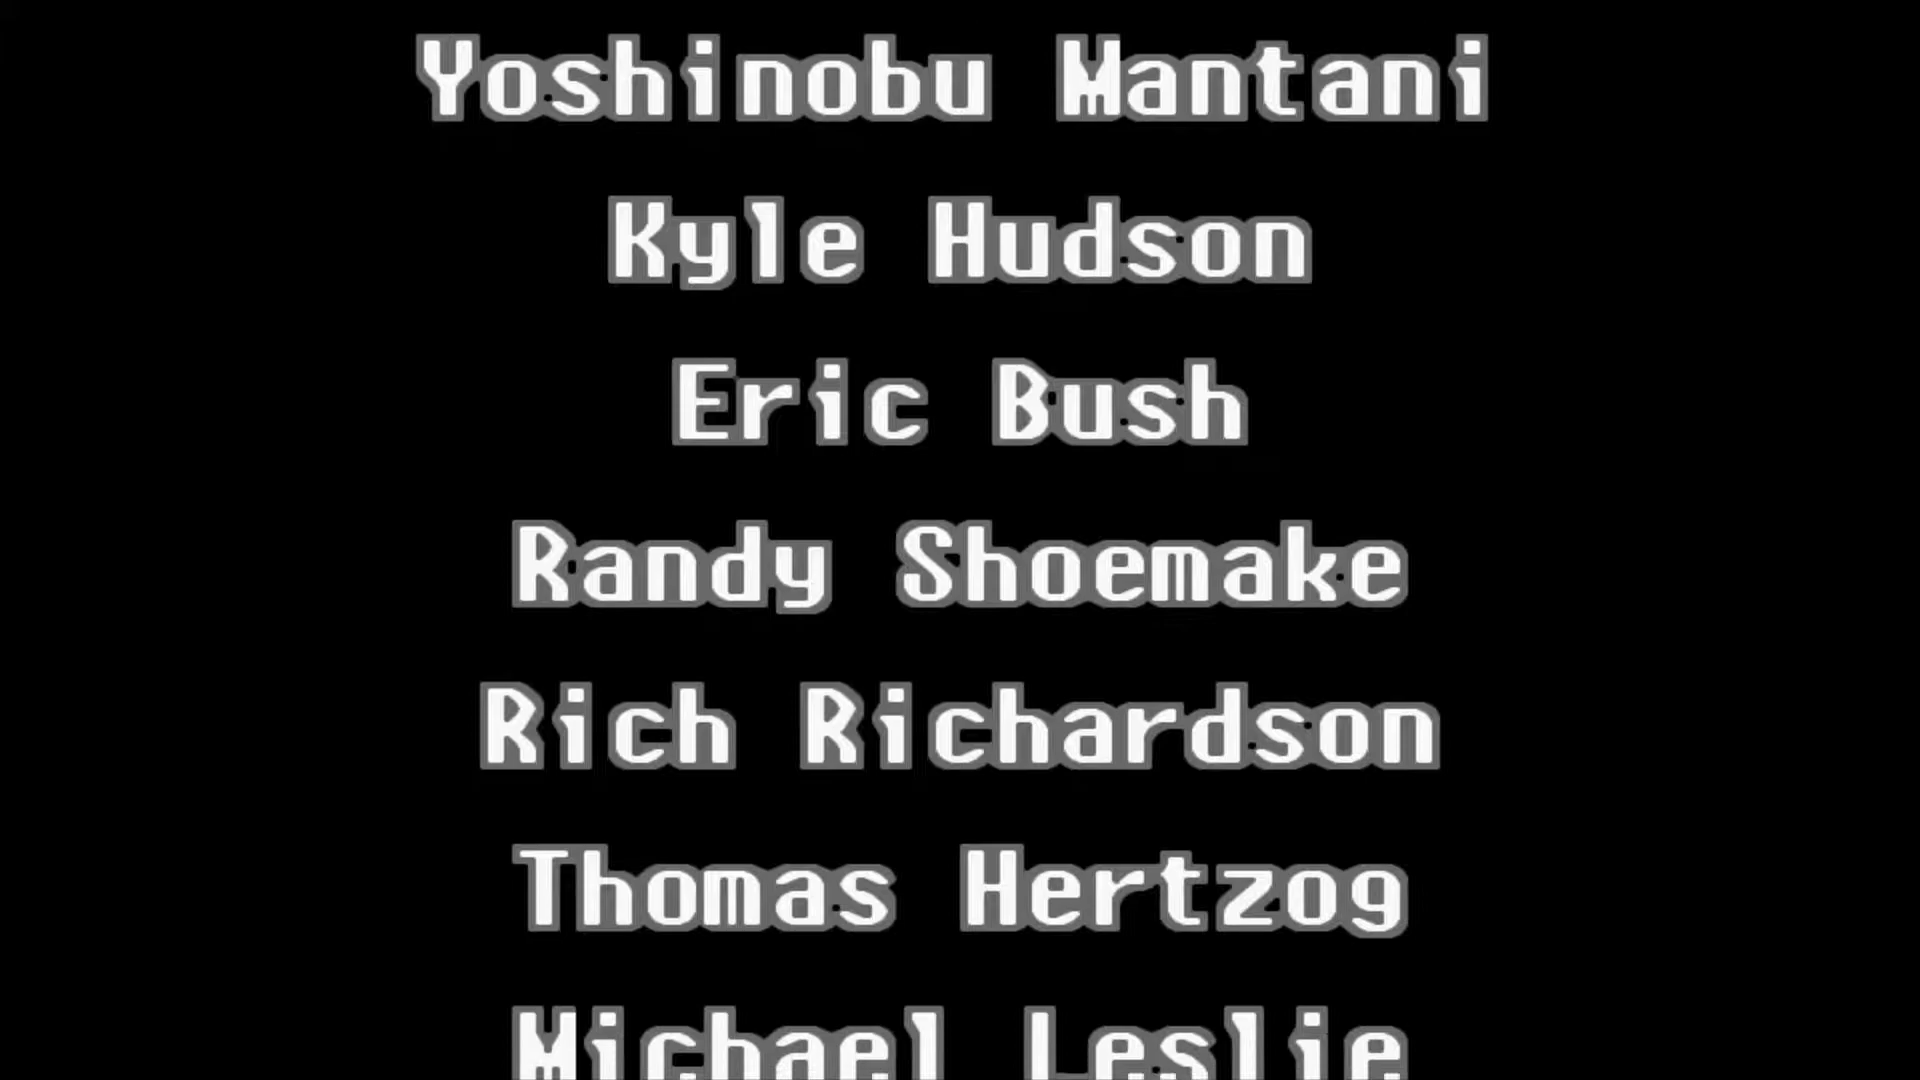 Yoshinobu Mantani
Kyle Hudson
Eric Bush
Randy Shoemake
Rich Richardson
Thomas Hertzog
Michael Leslie